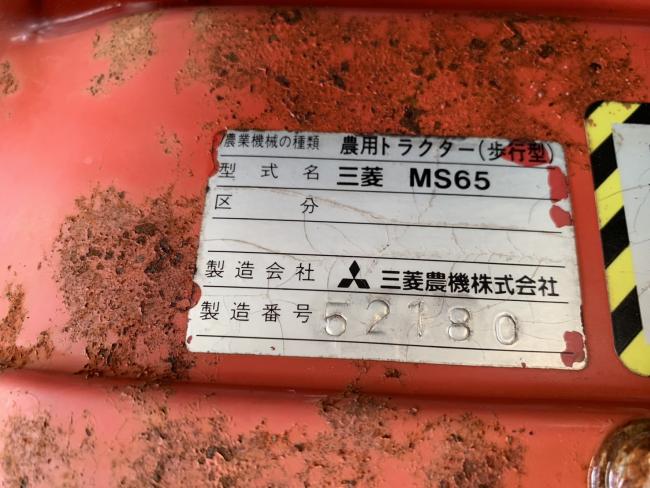 農業機械の種類 農用トラクター(歩行型)
型式名 三菱 MS65
区分
製造会社 三菱農機株式会社
製造番号 52180